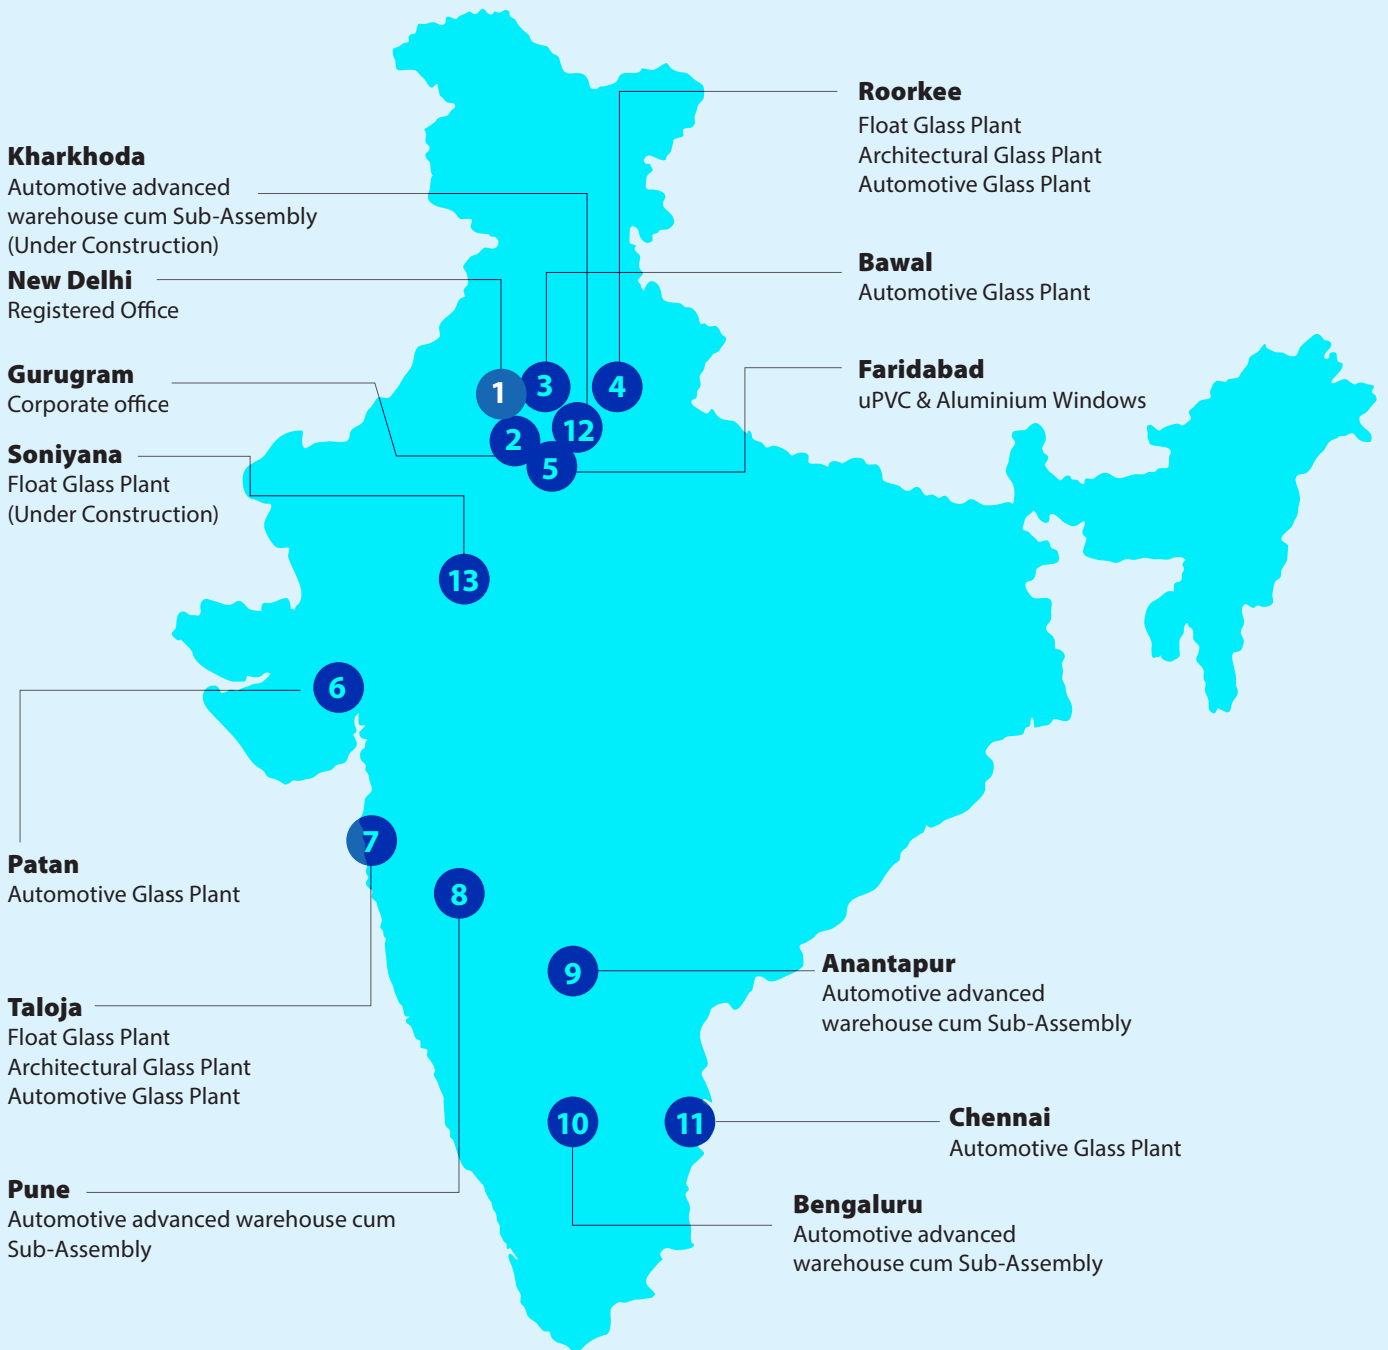 Kharkhoda
Automotive advanced
warehouse cum Sub-Assembly
(Under Construction)
New Delhi
Registered Office
Gurugram
Corporate office
Soniyana
Float Glass Plant
(Under Construction)
Patan
Automotive Glass Plant
Taloja
Float Glass Plant
Architectural Glass Plant
Automotive Glass Plant
Pune
Automotive advanced warehouse cum
Sub-Assembly
1
3
4
2
12
5
13
6
7
8
9
10
11
Roorkee
Float Glass Plant
Architectural Glass Plant
Automotive Glass Plant
Bawal
Automotive Glass Plant
Faridabad
uPVC & Aluminium Windows
Anantapur
Automotive advanced
warehouse cum Sub-Assembly
Chennai
Automotive Glass Plant
Bengaluru
Automotive advanced
warehouse cum Sub-Assembly